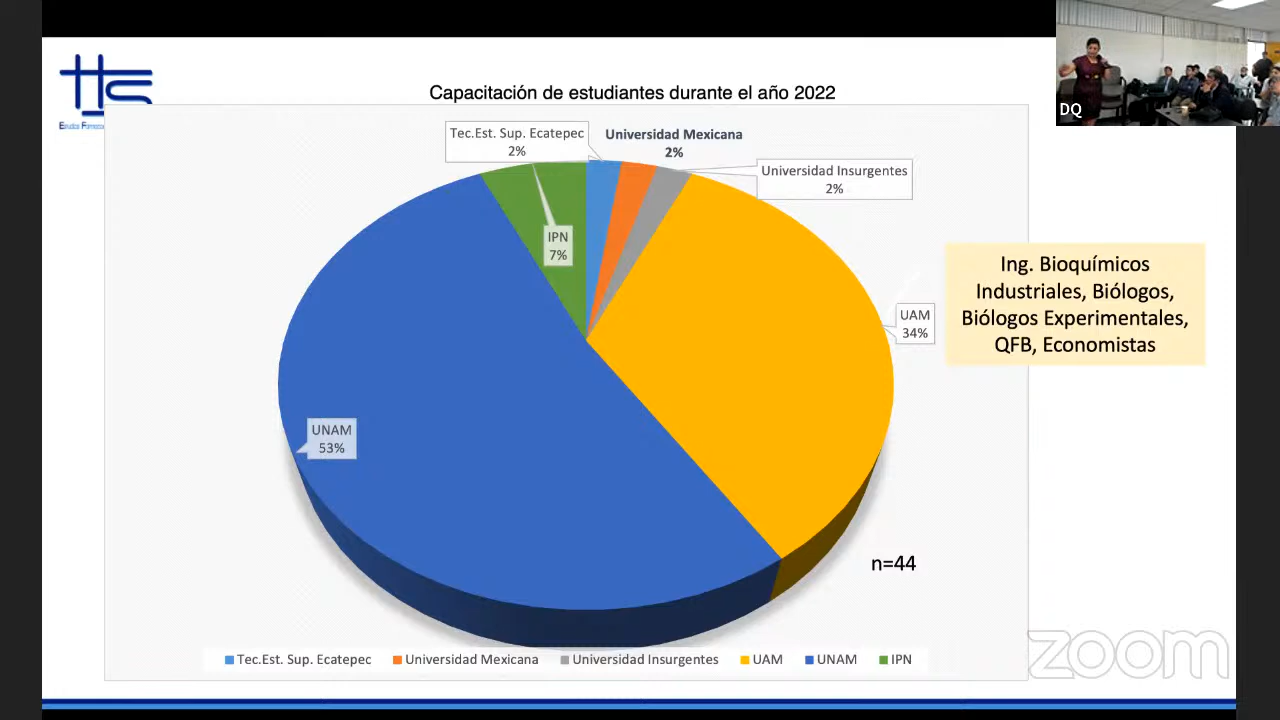 Capacitación de estudiantes durante el año 2022
Tec.Est. Sup. Ecatepec
2%
Universidad Mexicana
2%
Universidad Insurgentes
2%
IPN
7%
UAM
34%
UNAM
53%
Ing. Bioquímicos
Industriales, Biólogos,
Biólogos Experimentales,
QFB, Economistas
n=44
Tec.Est. Sup. Ecatepec
Universidad Mexicana
Universidad Insurgentes
UAM
UNAM
IPN
DQ
zoom